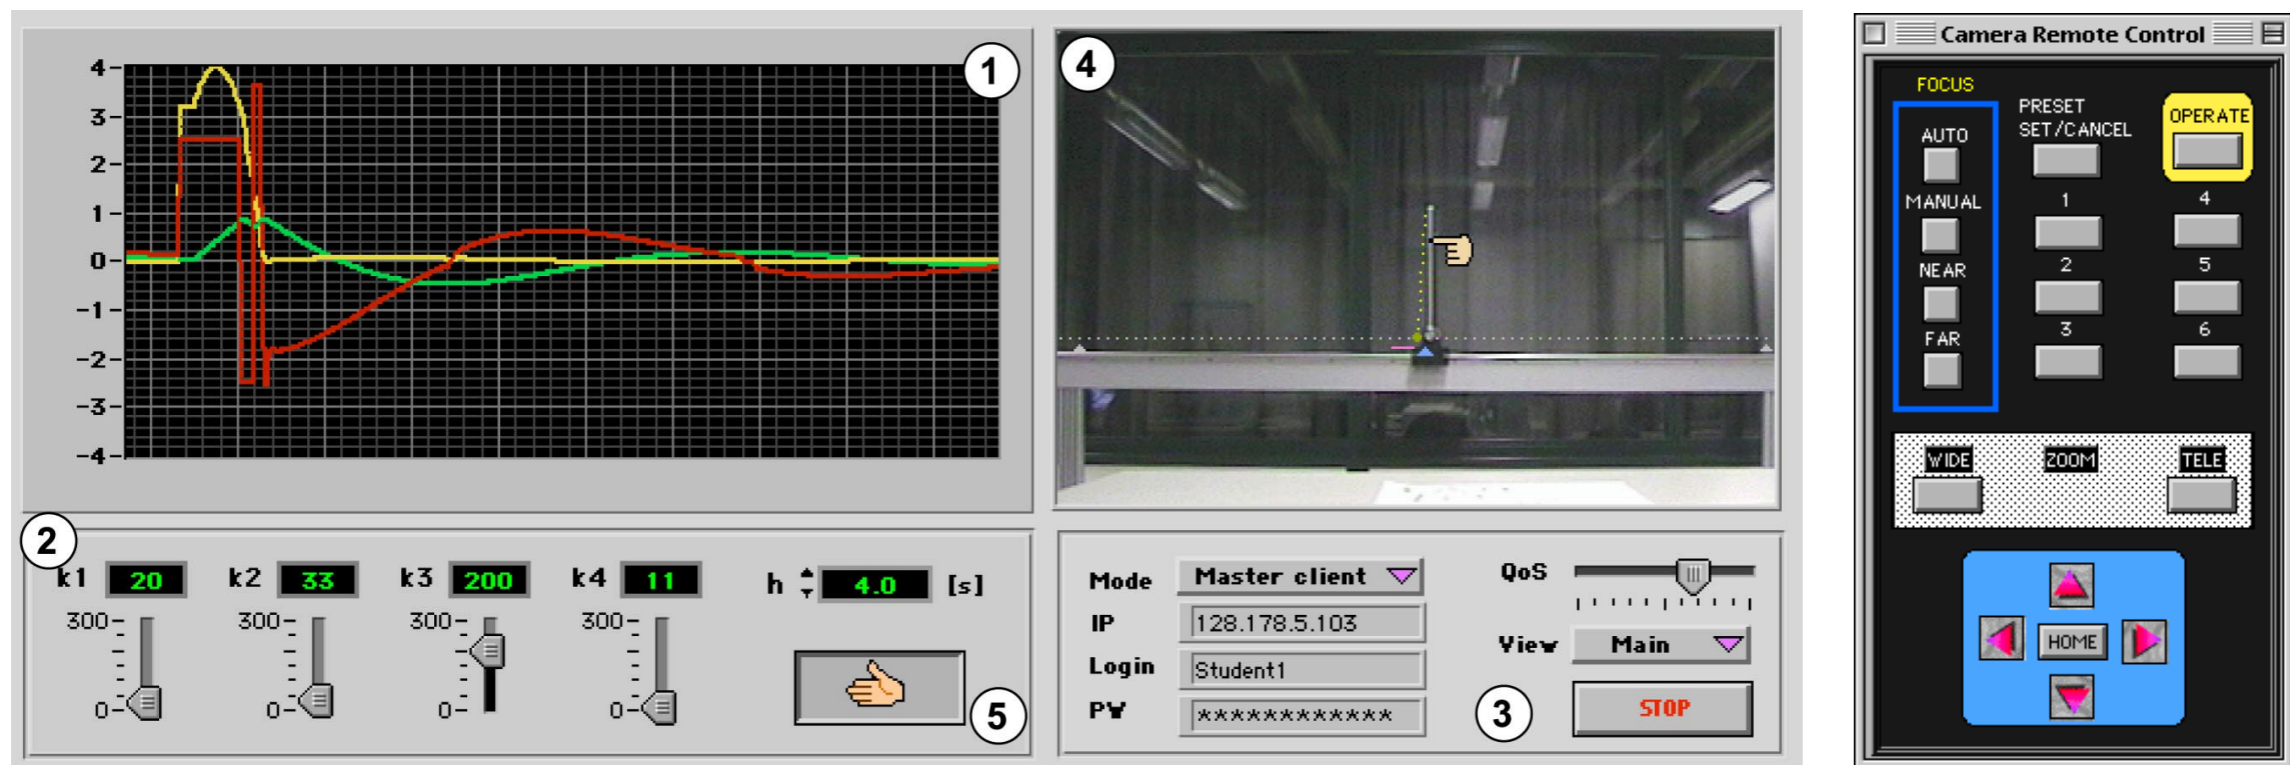 1
4
3
2
1
0
-1
-2
-3
-4
4
2
k1 20
k2 33
k3 200
k4 11
h 4.0 [s]
300
0
300
0
300
0
300
0
5
Mode Master client
IP 128.178.5.103
Login Student1
PW ************
QoS
View Main
3
STOP
Camera Remote Control
FOCUS
AUTO
MANUAL
NEAR
FAR
PRESET
SET/CANCEL
OPERATE
1
4
2
5
3
6
WIDE ZOOM TELE
HOME